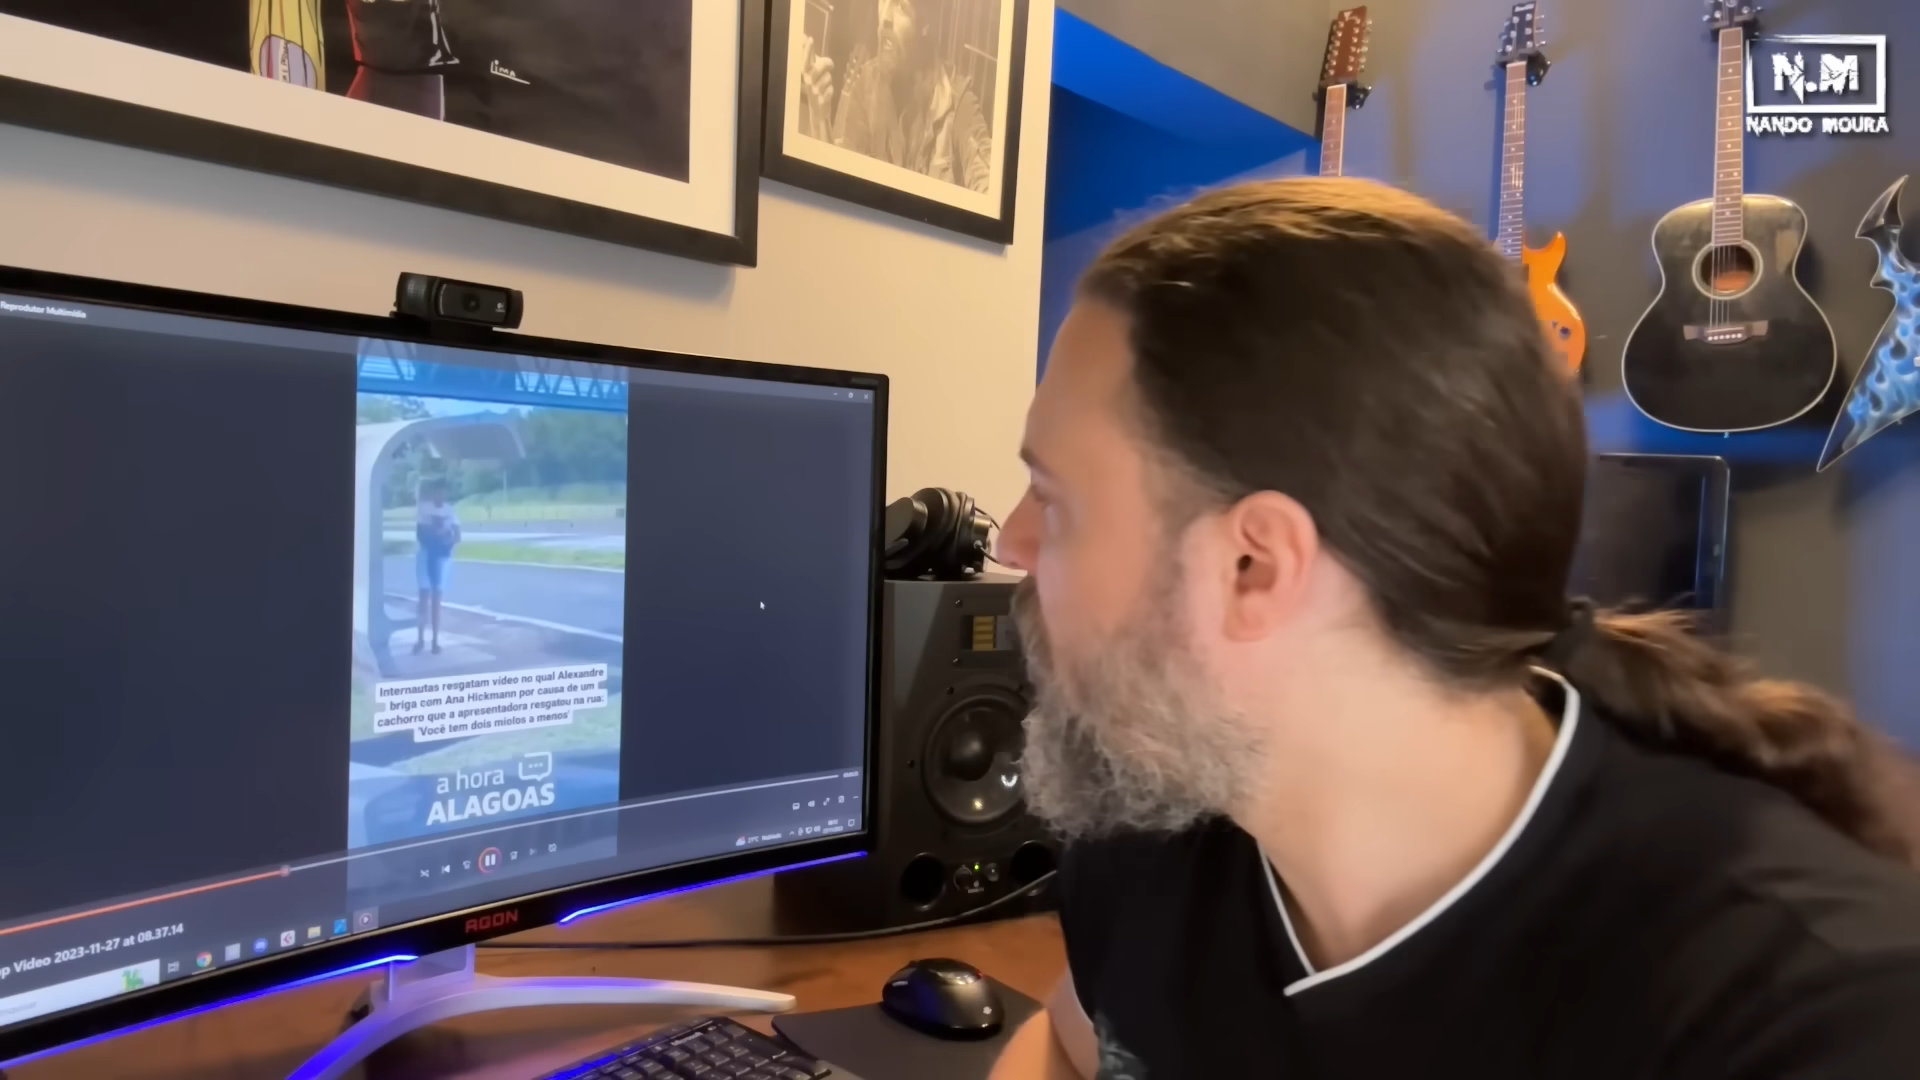 Lima
N.M
NANDO MOURA
Reprodutor Multimídia
Internautas resgatam vídeo no qual Alexandre
briga com Ana Hickmann por causa de um
cachorro que a apresentadora resgatou na rua:
'Você tem dois miolos a menos'
a hora
ALAGOAS
AGON
p Video 2023-11-27 at 08.37.14